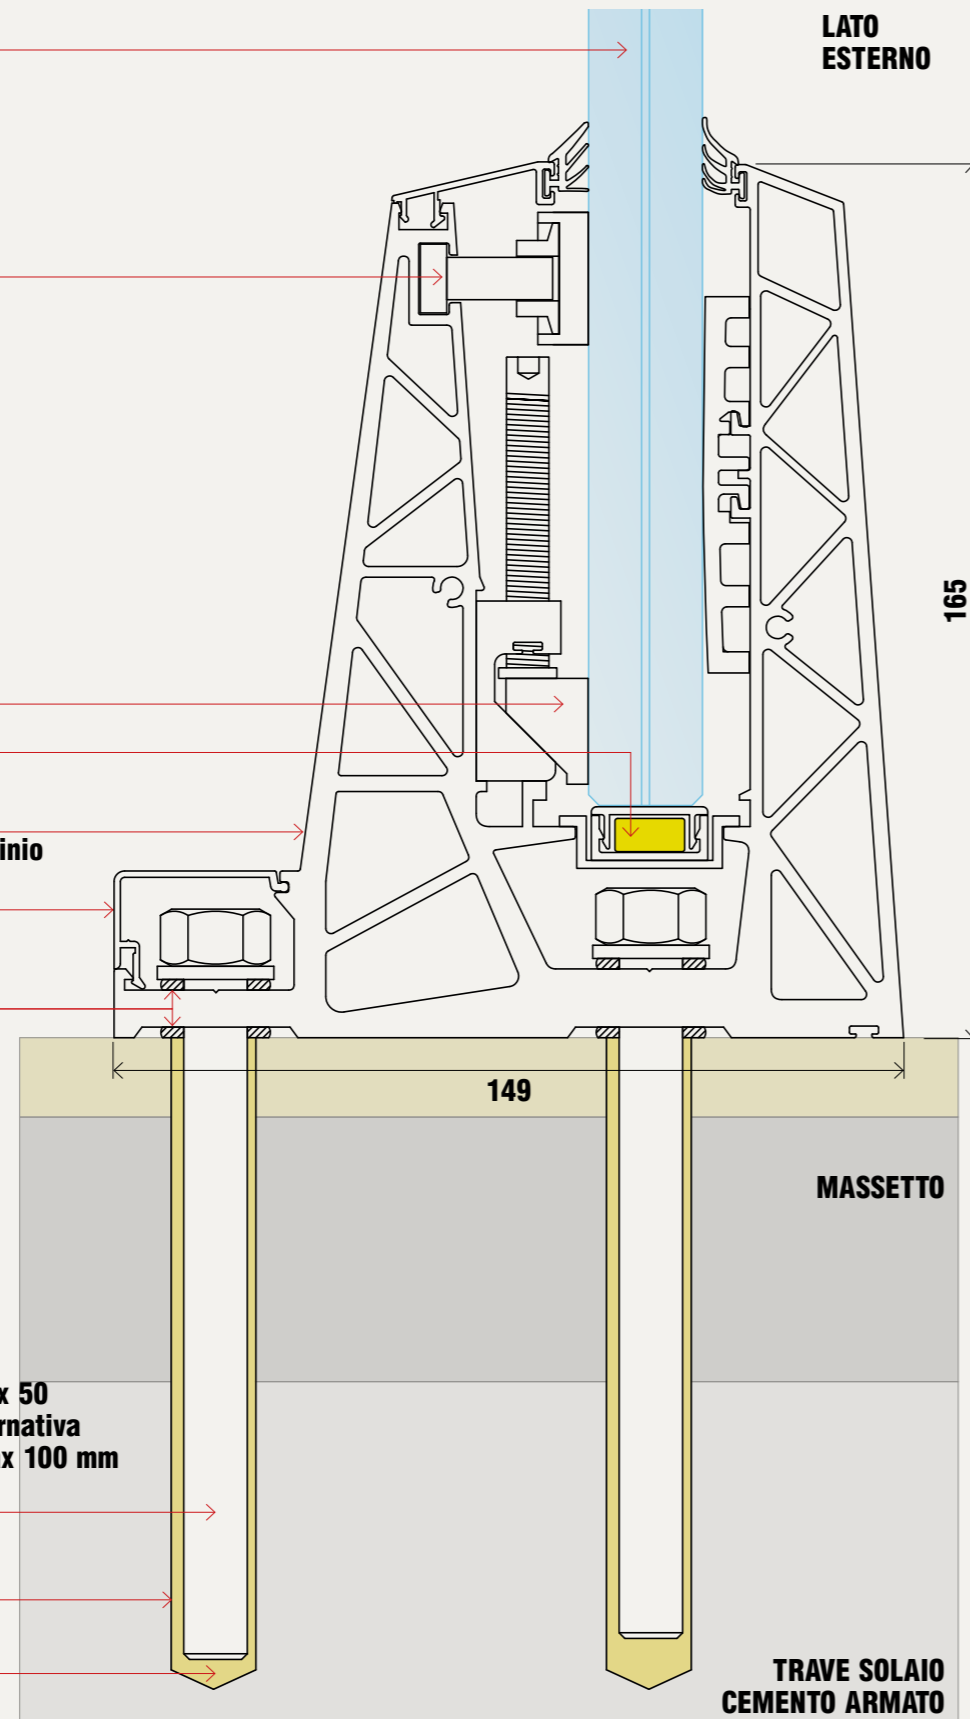 LATO
ESTERNO
165
inio
149
MASSETTO
x 50
rnativa
x 100 mm
TRAVE SOLAIO
CEMENTO ARMATO